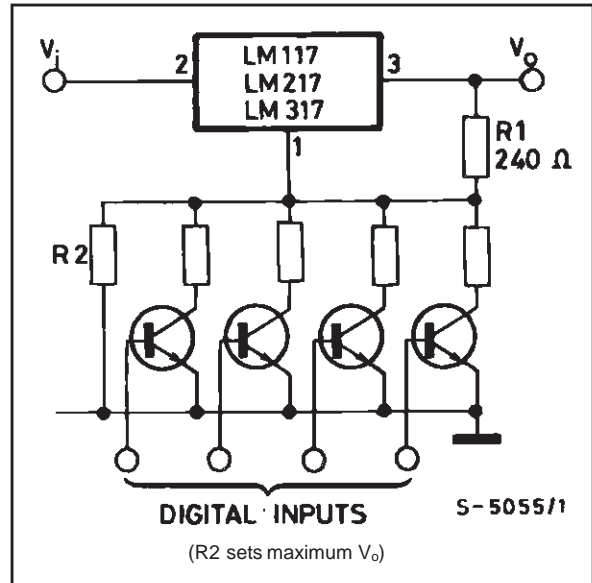 Vi
Vo
2
LM117
LM217
LM317
3
1
R1
240 Ω
R2
DIGITAL INPUTS
S-5055/1
(R2 sets maximum Vo)